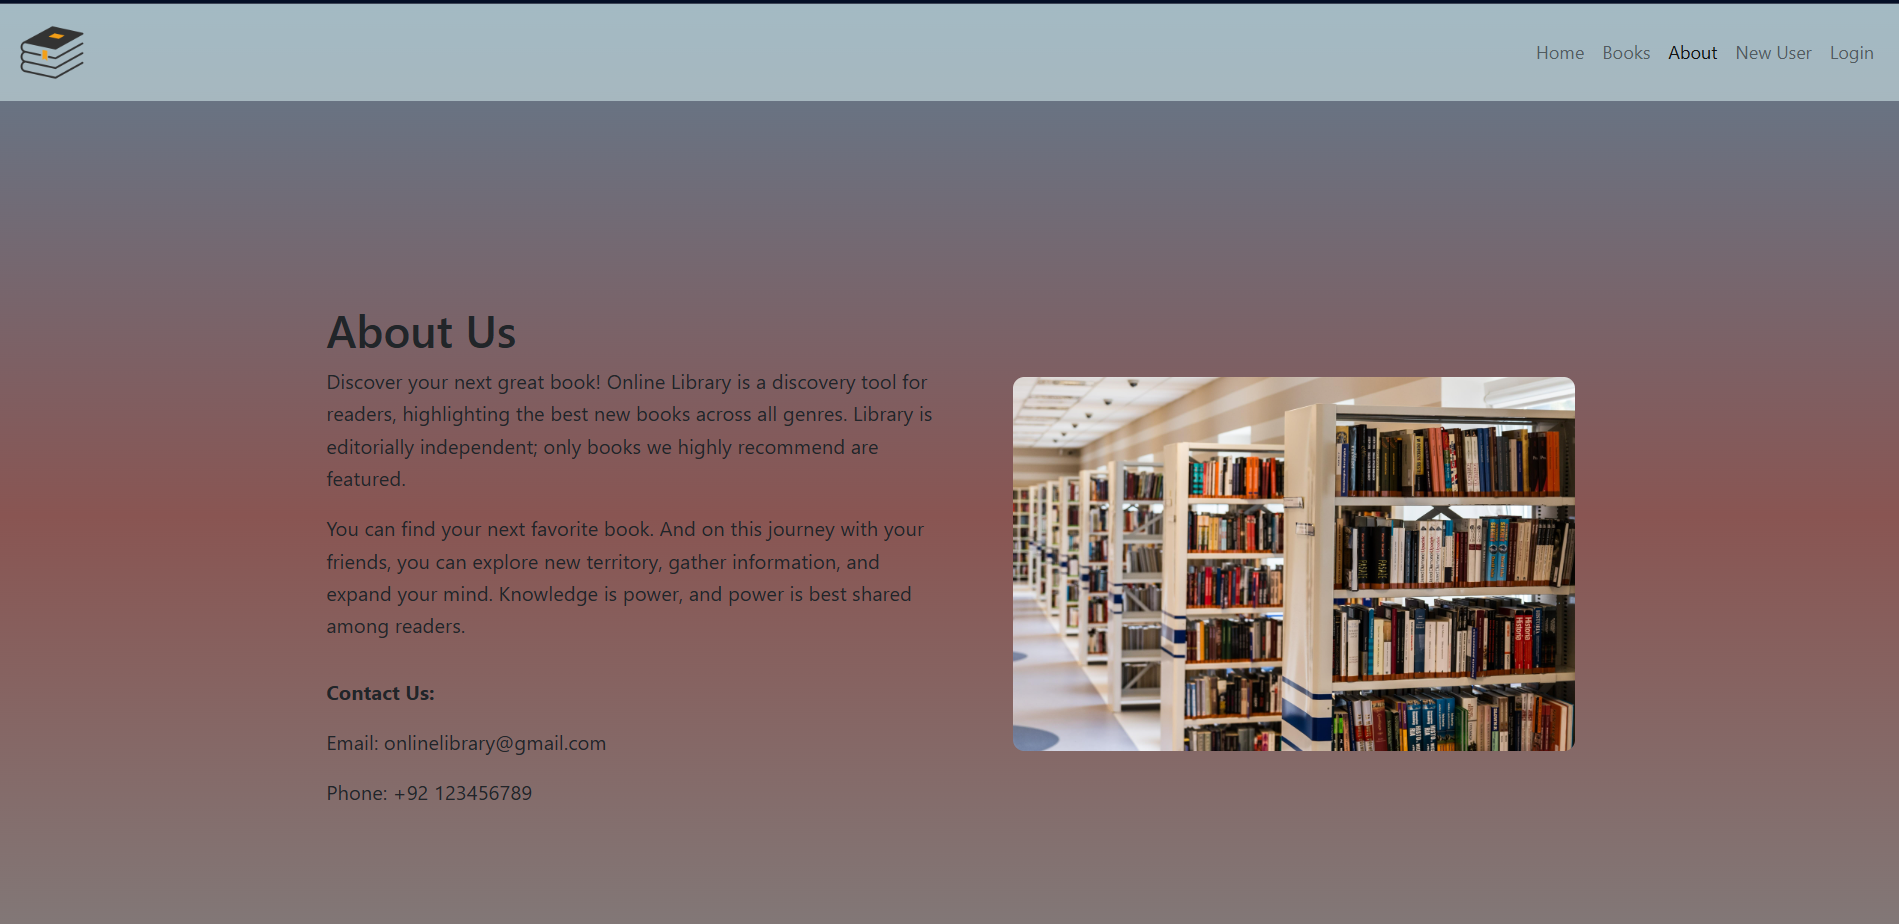 Home Books About New User Login
About Us
Discover your next great book! Online Library is a discovery tool for
readers, highlighting the best new books across all genres. Library is
editorially independent; only books we highly recommend are
featured.
You can find your next favorite book. And on this journey with your
friends, you can explore new territory, gather information, and
expand your mind. Knowledge is power, and power is best shared
among readers.
Contact Us:
Email: onlinelibrary@gmail.com
Phone: +92 123456789